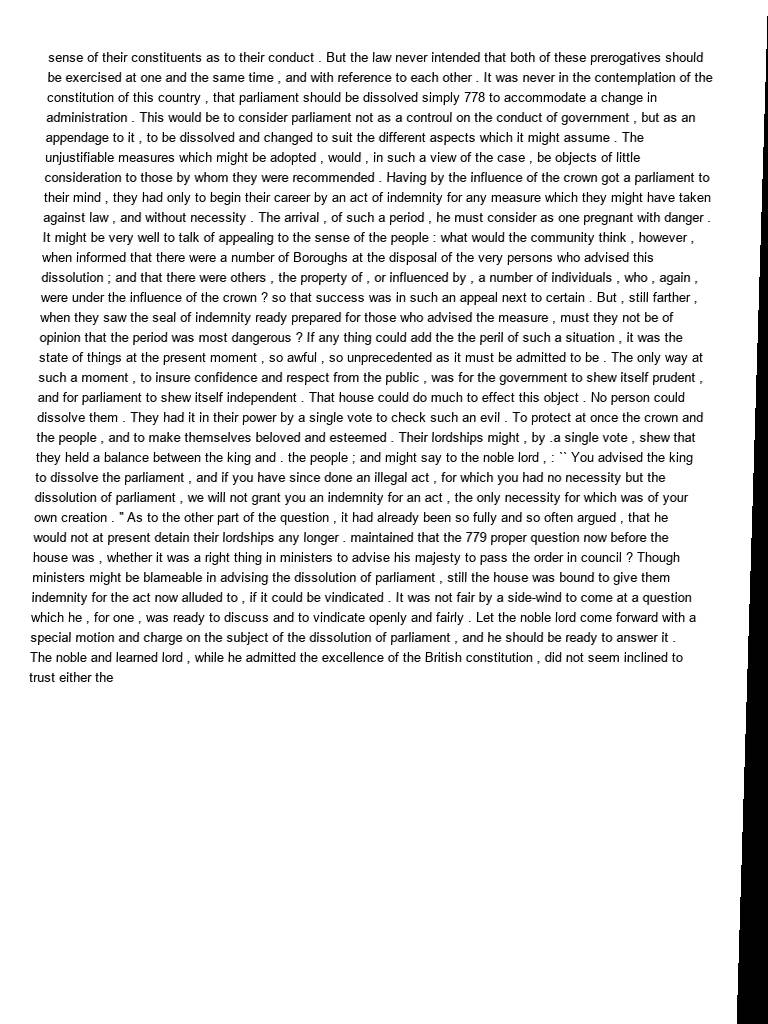 sense of their constituents as to their conduct . But the law never intended that both of these prerogatives should
be exercised at one and the same time , and with reference to each other . It was never in the contemplation of the
constitution of this country , that parliament should be dissolved simply 778 to accommodate a change in
administration . This would be to consider parliament not as a controul on the conduct of government , but as an
appendage to it , to be dissolved and changed to suit the different aspects which it might assume . The
unjustifiable measures which might be adopted , would , in such a view of the case , be objects of little
consideration to those by whom they were recommended . Having by the influence of the crown got a parliament to
their mind , they had only to begin their career by an act of indemnity for any measure which they might have taken
against law , and without necessity . The arrival , of such a period , he must consider as one pregnant with danger .
It might be very well to talk of appealing to the sense of the people : what would the community think , however ,
when informed that there were a number of Boroughs at the disposal of the very persons who advised this
dissolution ; and that there were others , the property of , or influenced by , a number of individuals , who , again ,
were under the influence of the crown ? so that success was in such an appeal next to certain . But , still farther ,
when they saw the seal of indemnity ready prepared for those who advised the measure , must they not be of
opinion that the period was most dangerous ? If any thing could add the the peril of such a situation , it was the
state of things at the present moment , so awful , so unprecedented as it must be admitted to be . The only way at
such a moment , to insure confidence and respect from the public , was for the government to shew itself prudent ,
and for parliament to shew itself independent . That house could do much to effect this object . No person could
dissolve them . They had it in their power by a single vote to check such an evil . To protect at once the crown and
the people , and to make themselves beloved and esteemed . Their lordships might , by .a single vote , shew that
they held a balance between the king and . the people ; and might say to the noble lord , : `` You advised the king
to dissolve the parliament , and if you have since done an illegal act , for which you had no necessity but the
dissolution of parliament , we will not grant you an indemnity for an act , the only necessity for which was of your
own creation . '' As to the other part of the question , it had already been so fully and so often argued , that he
would not at present detain their lordships any longer . maintained that the 779 proper question now before the
house was , whether it was a right thing in ministers to advise his majesty to pass the order in council ? Though
ministers might be blameable in advising the dissolution of parliament , still the house was bound to give them
indemnity for the act now alluded to , if it could be vindicated . It was not fair by a side-wind to come at a question
which he , for one , was ready to discuss and to vindicate openly and fairly . Let the noble lord come forward with a
special motion and charge on the subject of the dissolution of parliament , and he should be ready to answer it .
The noble and learned lord , while he admitted the excellence of the British constitution , did not seem inclined to
trust either the